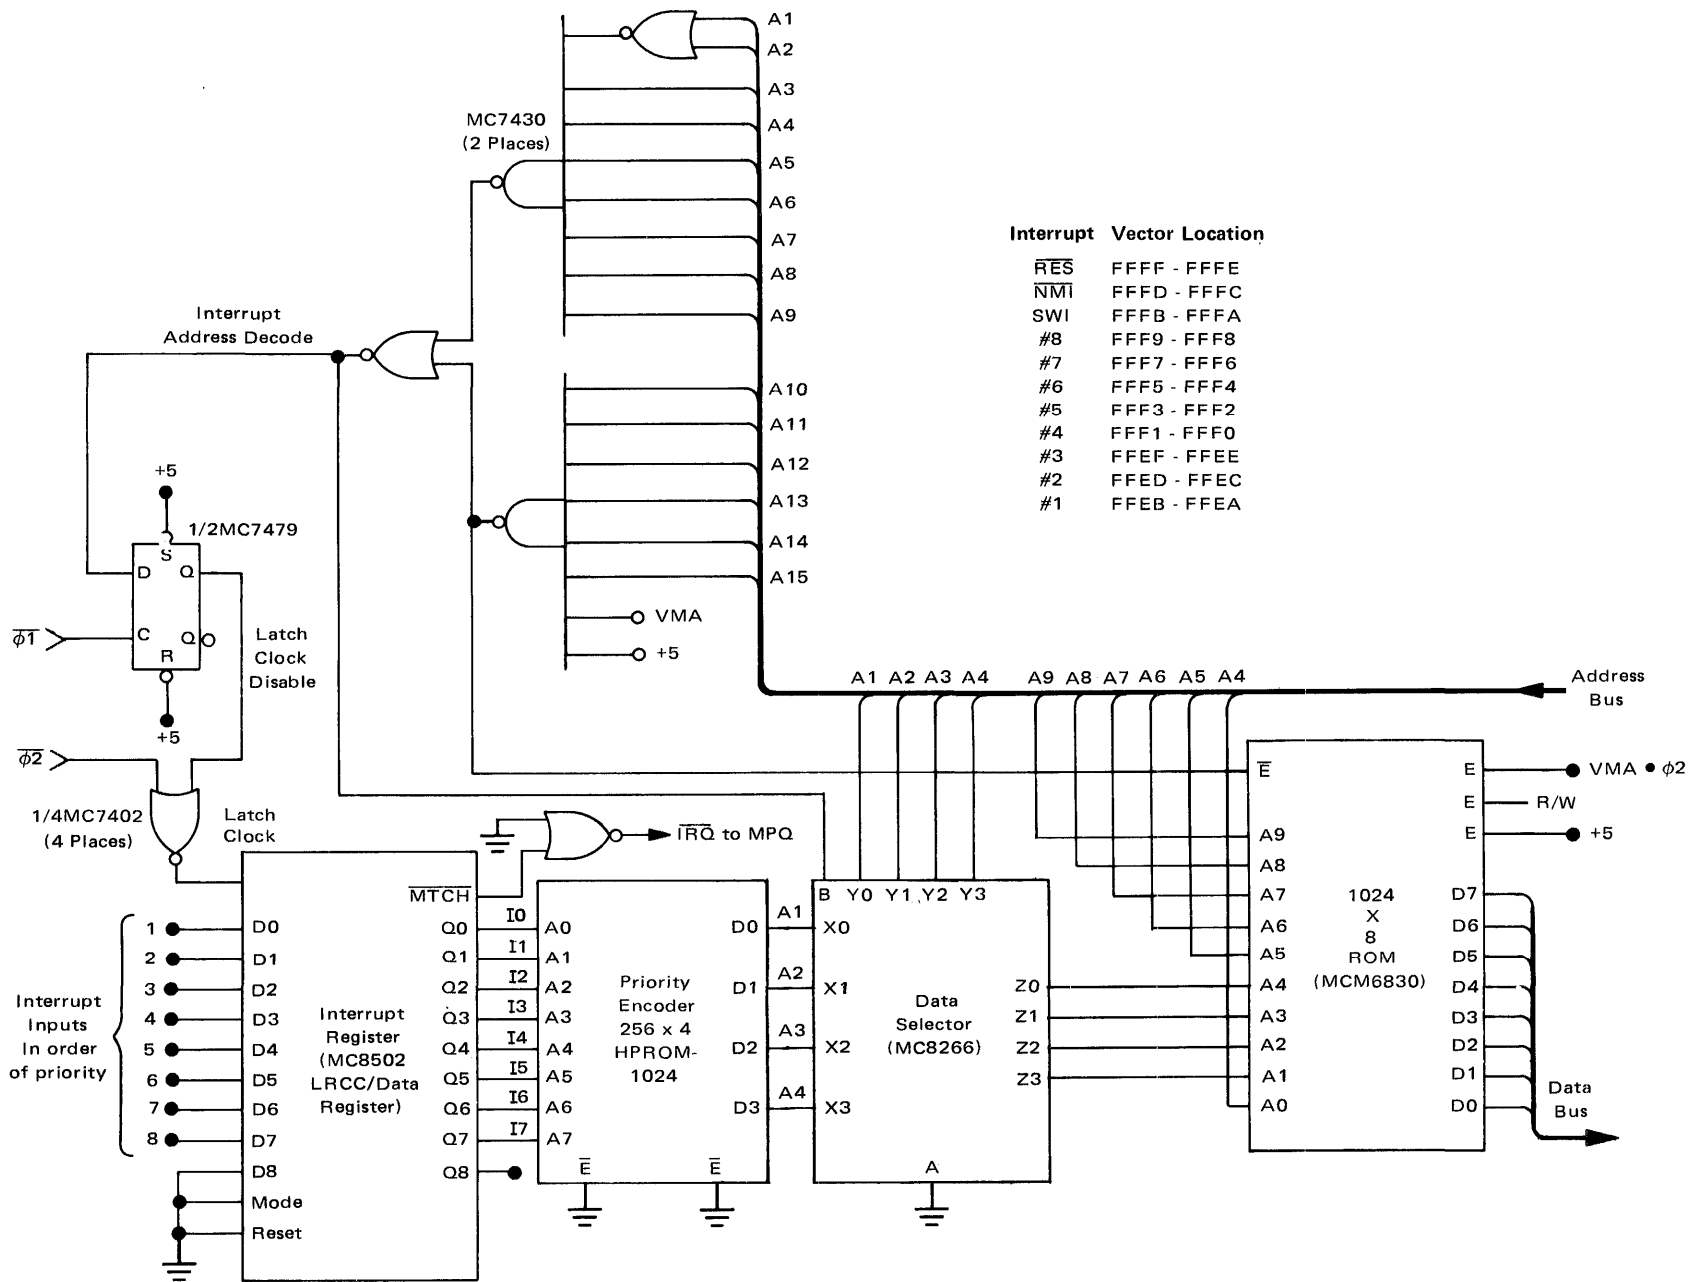 A1
A2
A3
A4
A5
A6
A7
A8
A9
MC7430
(2 Places)
A10
A11
A12
A13
A14
A15
VMA
+5
Interrupt Vector Location
RES FFFF - FFFE
NMI FFFD - FFFC
SWI FFFB - FFFA
#8 FFF9 - FFF8
#7 FFF7 - FFF6
#6 FFF5 - FFF4
#5 FFF3 - FFF2
#4 FFF1 - FFF0
#3 FFEF - FFEE
#2 FFED - FFEC
#1 FFEB - FFEA
Interrupt
Address Decode
+5
1/2MC7479
S
D Q
C Q
R
+5
ϕ1
Latch
Clock
Disable
ϕ2
1/4MC7402
(4 Places)
Latch
Clock
IRQ to MPQ
A1 A2 A3 A4 A9 A8 A7 A6 A5 A4
Address
Bus
Interrupt
Inputs
In order
of priority
1
2
3
4
5
6
7
8
D0
D1
D2
D3
D4
D5
D6
D7
D8
Mode
Reset
Interrupt
Register
(MC8502
LRCC/Data
Register)
MTCH
Q0
Q1
Q2
Q3
Q4
Q5
Q6
Q7
Q8
I0
I1
I2
I3
I4
I5
I6
I7
A0
A1
A2
A3
A4
A5
A6
A7
Priority
Encoder
256 x 4
HPROM-
1024
D0
D1
D2
D3
E E
A1
A2
A3
A4
B Y0 Y1 Y2 Y3
X0
X1
X2
X3
Data
Selector
(MC8266)
Z0
Z1
Z2
Z3
A
E
A9
A8
A7
A6
A5
A4
A3
A2
A1
A0
1024
X
8
ROM
(MCM6830)
E
E
E
VMA • ϕ2
R/W
+5
D7
D6
D5
D4
D3
D2
D1
D0
Data
Bus